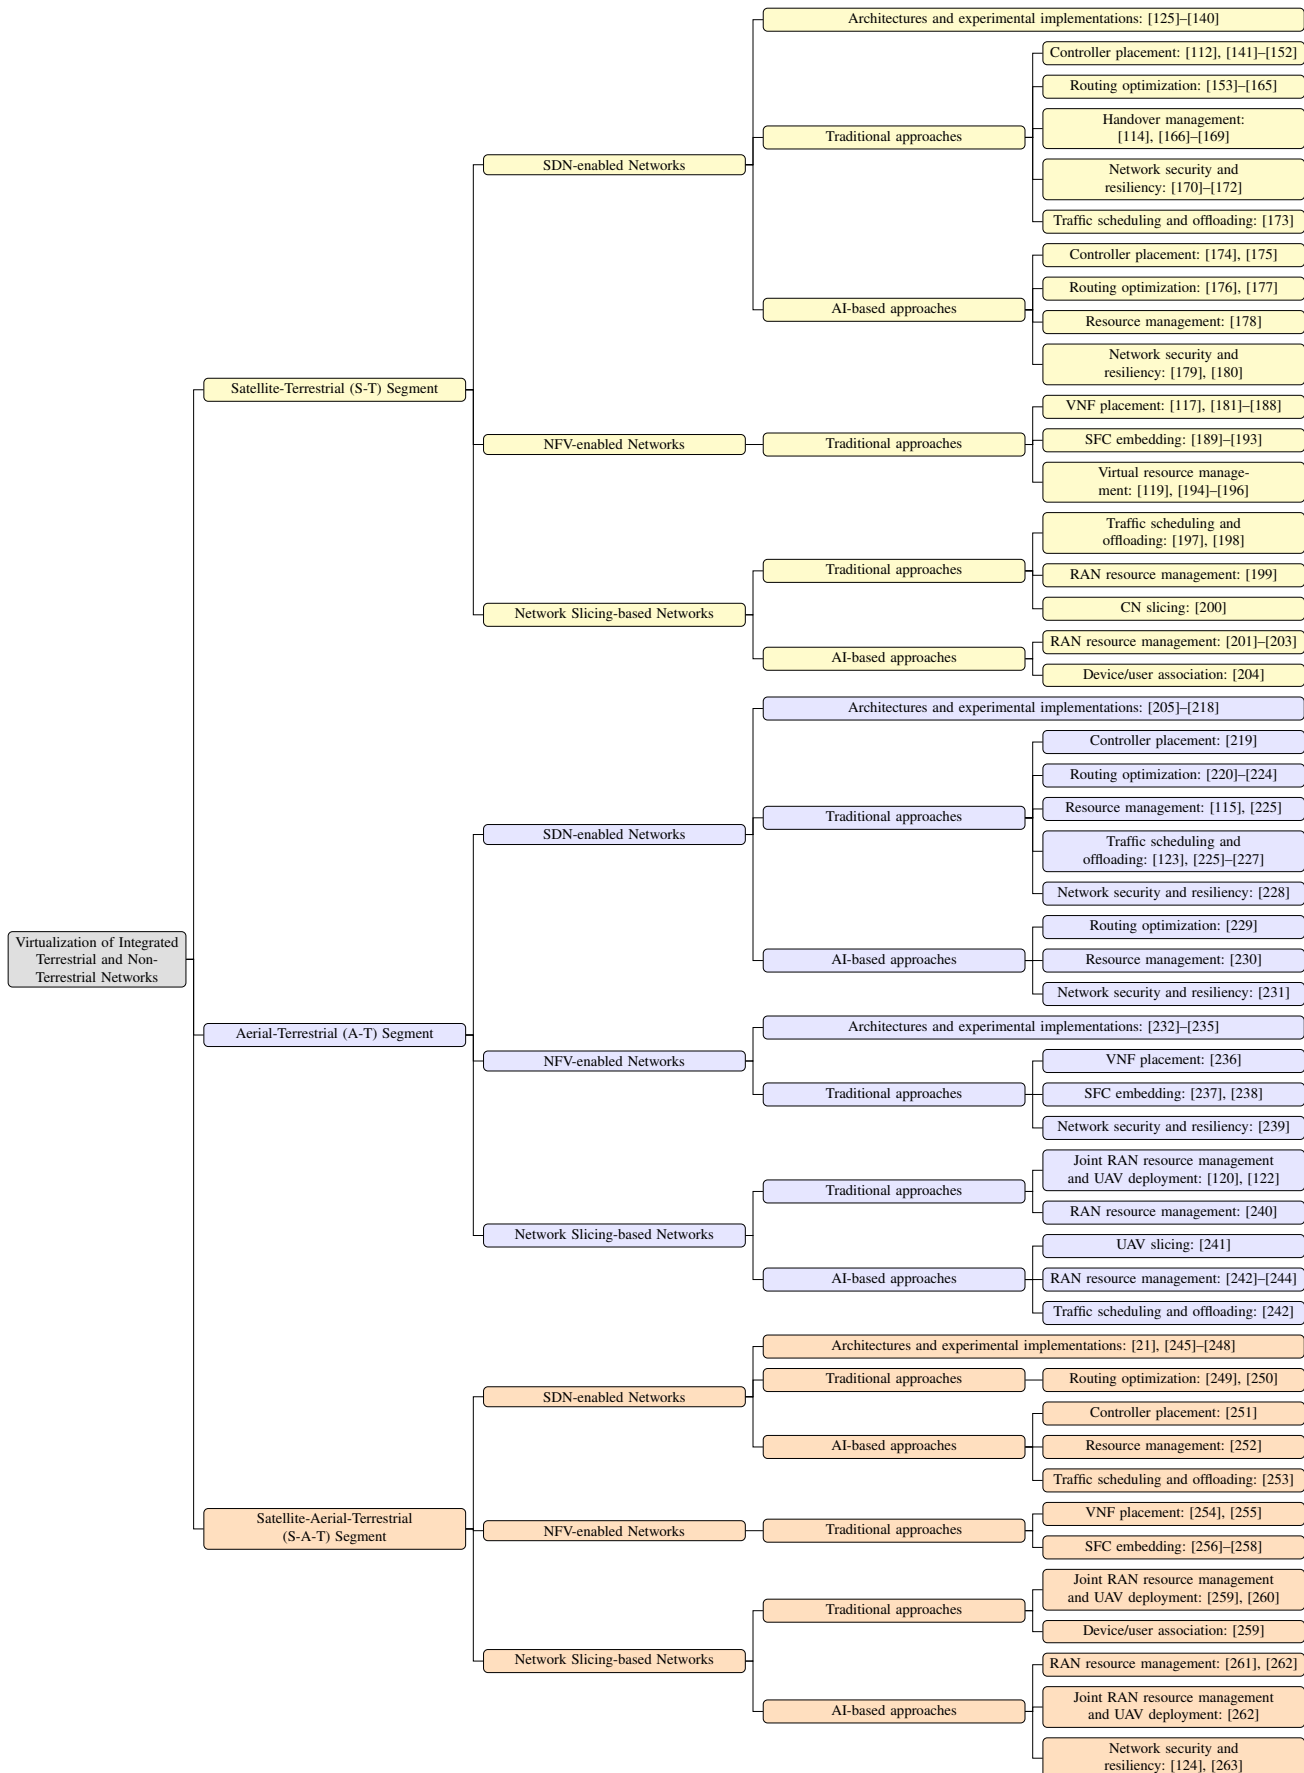 Architectures and experimental implementations: [125]–[140]
Controller placement: [112], [141]–[152]
Routing optimization: [153]–[165]
Handover management:
[114], [166]–[169]
Traditional approaches
SDN-enabled Networks
Network security and
resiliency: [170]–[172]
Traffic scheduling and offloading: [173]
Controller placement: [174], [175]
Routing optimization: [176], [177]
AI-based approaches
Resource management: [178]
Network security and
resiliency: [179], [180]
Satellite-Terrestrial (S-T) Segment
VNF placement: [117], [181]–[188]
NFV-enabled Networks
Traditional approaches
SFC embedding: [189]–[193]
Virtual resource manage-
ment: [119], [194]–[196]
Traffic scheduling and
offloading: [197], [198]
Traditional approaches
RAN resource management: [199]
CN slicing: [200]
Network Slicing-based Networks
RAN resource management: [201]–[203]
AI-based approaches
Device/user association: [204]
Architectures and experimental implementations: [205]–[218]
Controller placement: [219]
Routing optimization: [220]–[224]
Resource management: [115], [225]
Traditional approaches
SDN-enabled Networks
Traffic scheduling and
offloading: [123], [225]–[227]
Network security and resiliency: [228]
Routing optimization: [229]
Virtualization of Integrated
Terrestrial and Non-
Terrestrial Networks
AI-based approaches
Resource management: [230]
Network security and resiliency: [231]
Architectures and experimental implementations: [232]–[235]
Aerial-Terrestrial (A-T) Segment
NFV-enabled Networks
VNF placement: [236]
Traditional approaches
SFC embedding: [237], [238]
Network security and resiliency: [239]
Joint RAN resource management
and UAV deployment: [120], [122]
Traditional approaches
RAN resource management: [240]
Network Slicing-based Networks
UAV slicing: [241]
AI-based approaches
RAN resource management: [242]–[244]
Traffic scheduling and offloading: [242]
Architectures and experimental implementations: [21], [245]–[248]
Traditional approaches
Routing optimization: [249], [250]
SDN-enabled Networks
Controller placement: [251]
AI-based approaches
Resource management: [252]
Traffic scheduling and offloading: [253]
Satellite-Aerial-Terrestrial
(S-A-T) Segment
VNF placement: [254], [255]
NFV-enabled Networks
Traditional approaches
SFC embedding: [256]–[258]
Joint RAN resource management
and UAV deployment: [259], [260]
Traditional approaches
Device/user association: [259]
Network Slicing-based Networks
RAN resource management: [261], [262]
Joint RAN resource management
and UAV deployment: [262]
AI-based approaches
Network security and
resiliency: [124], [263]